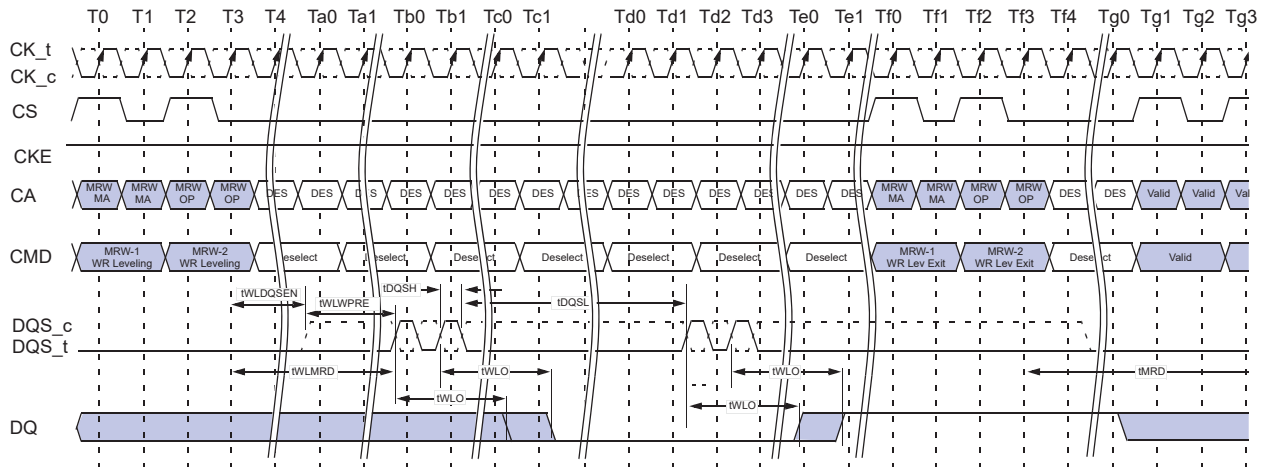 T0 T1 T2 T3 T4 Ta0 Ta1 Tb0 Tb1 Tc0 Tc1 Td0 Td1 Td2 Td3 Te0 Te1 Tf0 Tf1 Tf2 Tf3 Tf4 Tg0 Tg1 Tg2 Tg3
CK_t
CK_c
CS
CKE
CA
MRW MRW MRW MRW DES DES DES DES DES DES DES DES DES DES DES DES DES DES MRW MRW MRW MRW DES DES Valid Valid Val
MA MA OP OP MA MA OP OP
CMD
MRW-1 MRW-2 eselect eselect Deselect Deselect Deselect Deselect Deselect MRW-1 MRW-2 Deselect Valid
WR Leveling WR Leveling WR Lev Exit WR Lev Exit
tDQSH
tWLDQSEN
tWLWPRE tDQSL
DQS_c
DQS_t
tWLMRD tWLO tWLO tMRD
tWLO tWLO
DQ